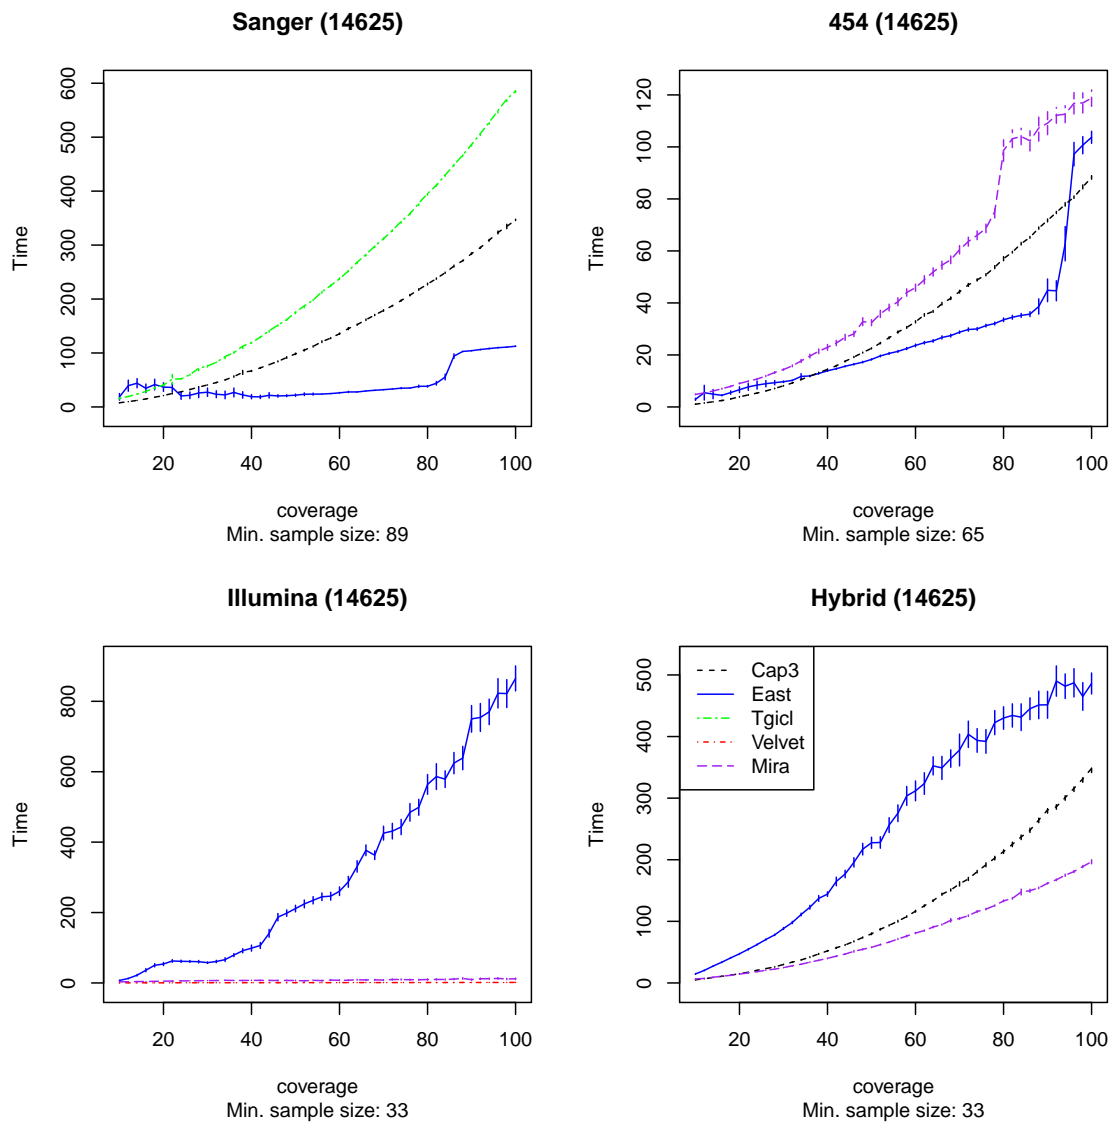 Sanger (14625)
Time
0 100 200 300 400 500 600
20 40 60 80 100
coverage
Min. sample size: 89
454 (14625)
Time
0 20 40 60 80 100 120
20 40 60 80 100
coverage
Min. sample size: 65
Illumina (14625)
Time
0 200 400 600 800
20 40 60 80 100
coverage
Min. sample size: 33
Hybrid (14625)
Time
0 100 200 300 400 500
Cap3
East
Tgicl
Velvet
Mira
20 40 60 80 100
coverage
Min. sample size: 33